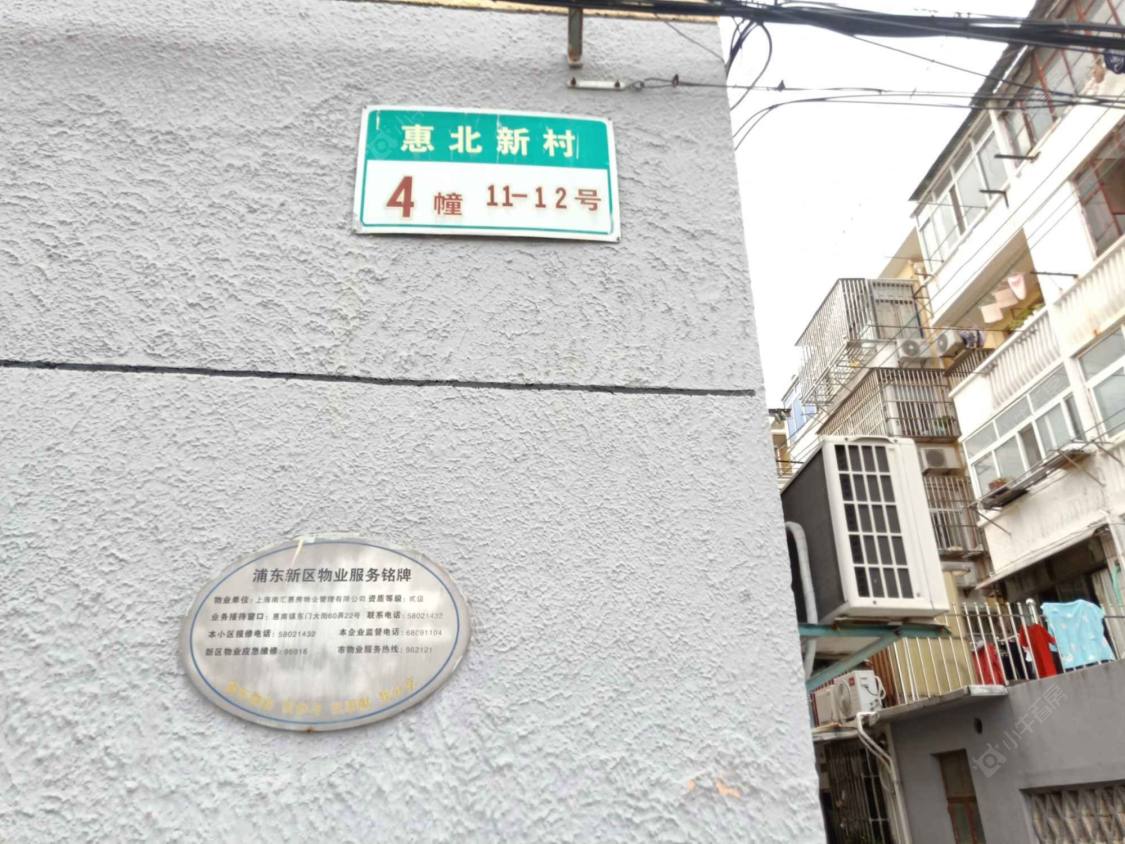 惠北新村
4幢 11-12号
浦东新区物业服务铭牌
物业单位：上海南汇惠房物业管理有限公司 资质等级：贰级
业务接待窗口：惠南镇东门大街60弄22号 联系电话：58021432
本小区报修电话：58021432 本企业监督电话：68091104
新区物业应急维修：96916 市物业服务热线：962121
小牛看房